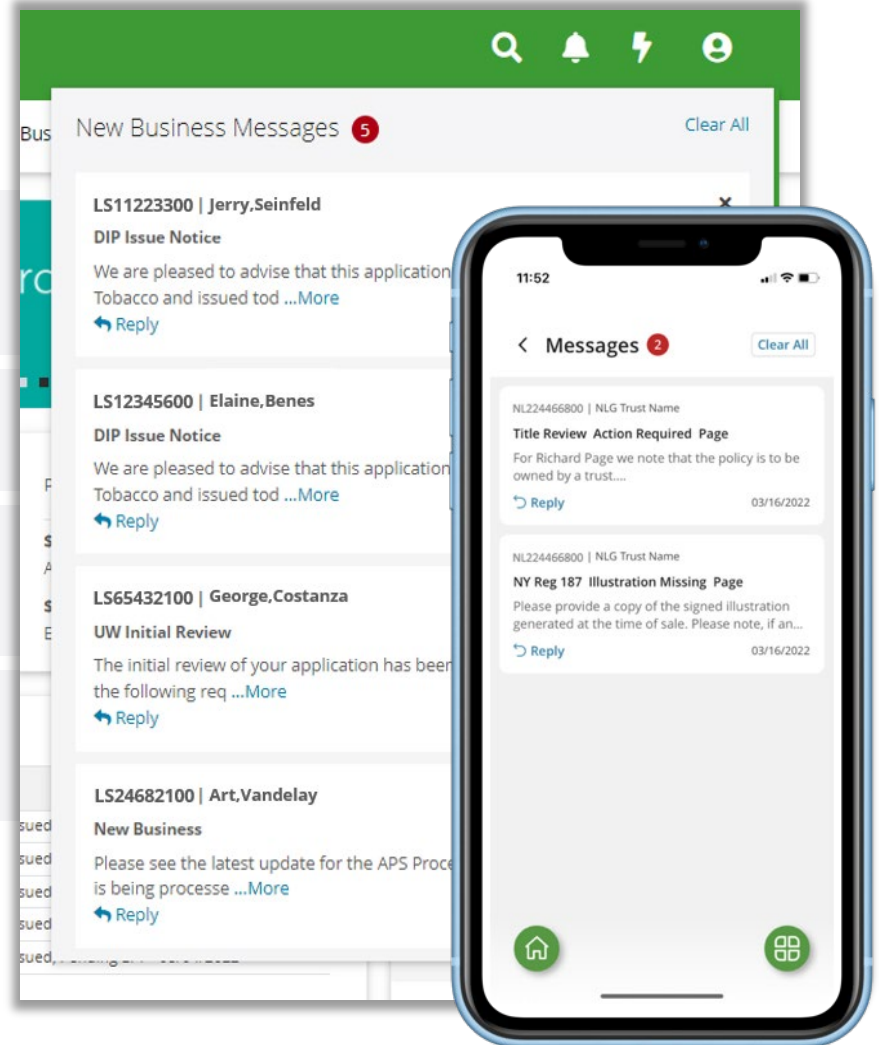 Bus
New Business Messages 5
Clear All
LS11223300 | Jerry,Seinfeld
DIP Issue Notice
We are pleased to advise that this application
Tobacco and issued tod ...More
Reply
LS12345600 | Elaine,Benes
DIP Issue Notice
We are pleased to advise that this application
Tobacco and issued tod ...More
Reply
LS65432100 | George,Costanza
UW Initial Review
The initial review of your application has been
the following req ...More
Reply
LS24682100 | Art,Vandelay
New Business
Please see the latest update for the APS Proce
is being processe ...More
Reply
sued
sued
sued
sued
sued,
11:52
Messages 2
Clear All
NL224466800 | NLG Trust Name
Title Review Action Required Page
For Richard Page we note that the policy is to be
owned by a trust....
Reply
03/16/2022
NL224466800 | NLG Trust Name
NY Reg 187 Illustration Missing Page
Please provide a copy of the signed illustration
generated at the time of sale. Please note, if an...
Reply
03/16/2022